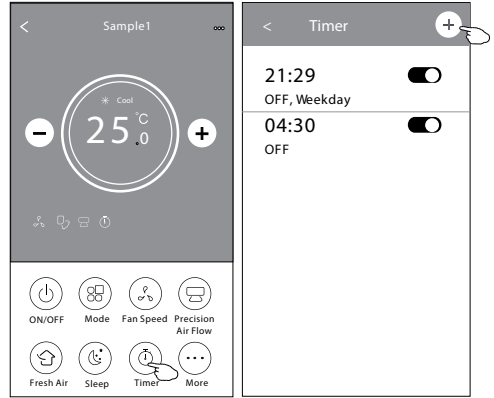 Sample1
Cool
25.0 °C
ON/OFF
Mode
Fan Speed
Precision
Air Flow
Fresh Air
Sleep
Timer
More
Timer
21:29
OFF, Weekday
04:30
OFF